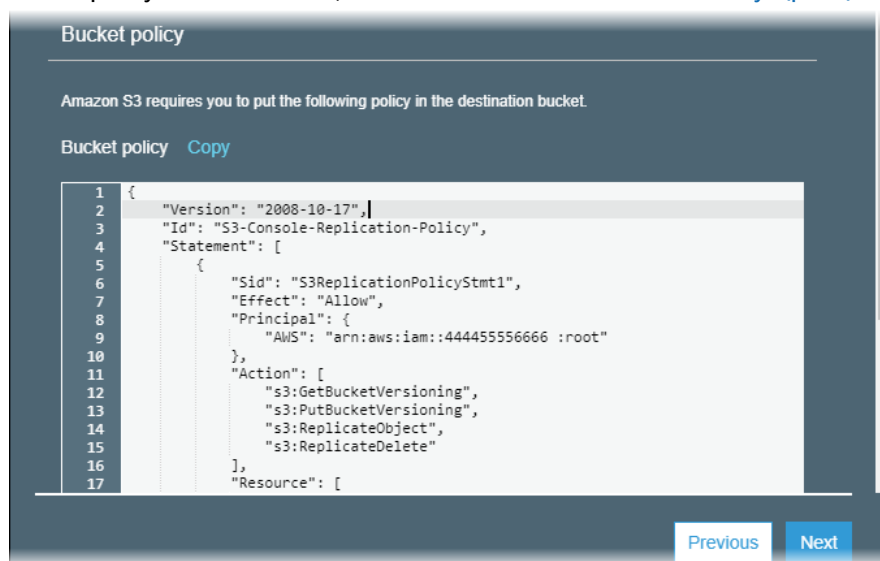 Bucket policy
Amazon S3 requires you to put the following policy in the destination bucket.
Bucket policy Copy
1 {
2 "Version": "2008-10-17",
3 "Id": "S3-Console-Replication-Policy",
4 "Statement": [
5 {
6 "Sid": "S3ReplicationPolicyStmt1",
7 "Effect": "Allow",
8 "Principal": {
9 "AWS": "arn:aws:iam::444455556666 :root"
10 },
11 "Action": [
12 "s3:GetBucketVersioning",
13 "s3:PutBucketVersioning",
14 "s3:ReplicateObject",
15 "s3:ReplicateDelete"
16 ],
17 "Resource": [
Previous Next